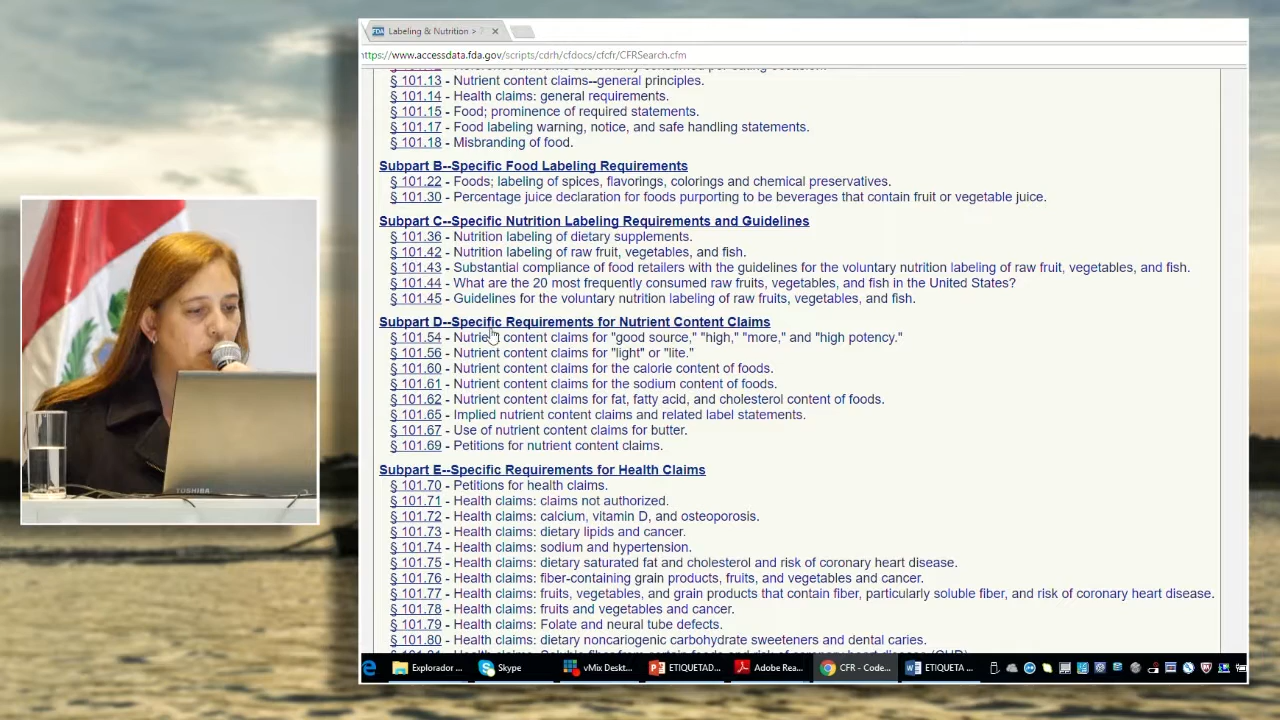 FDA Labeling & Nutrition >
https://www.accessdata.fda.gov/scripts/cdrh/cfdocs/cfcfr/CFRSearch.cfm
§ 101.13 - Nutrient content claims--general principles.
§ 101.14 - Health claims: general requirements.
§ 101.15 - Food; prominence of required statements.
§ 101.17 - Food labeling warning, notice, and safe handling statements.
§ 101.18 - Misbranding of food.
Subpart B--Specific Food Labeling Requirements
§ 101.22 - Foods; labeling of spices, flavorings, colorings and chemical preservatives.
§ 101.30 - Percentage juice declaration for foods purporting to be beverages that contain fruit or vegetable juice.
Subpart C--Specific Nutrition Labeling Requirements and Guidelines
§ 101.36 - Nutrition labeling of dietary supplements.
§ 101.42 - Nutrition labeling of raw fruit, vegetables, and fish.
§ 101.43 - Substantial compliance of food retailers with the guidelines for the voluntary nutrition labeling of raw fruit, vegetables, and fish.
§ 101.44 - What are the 20 most frequently consumed raw fruits, vegetables, and fish in the United States?
§ 101.45 - Guidelines for the voluntary nutrition labeling of raw fruits, vegetables, and fish.
Subpart D--Specific Requirements for Nutrient Content Claims
§ 101.54 - Nutrient content claims for "good source," "high," "more," and "high potency."
§ 101.56 - Nutrient content claims for "light" or "lite."
§ 101.60 - Nutrient content claims for the calorie content of foods.
§ 101.61 - Nutrient content claims for the sodium content of foods.
§ 101.62 - Nutrient content claims for fat, fatty acid, and cholesterol content of foods.
§ 101.65 - Implied nutrient content claims and related label statements.
§ 101.67 - Use of nutrient content claims for butter.
§ 101.69 - Petitions for nutrient content claims.
Subpart E--Specific Requirements for Health Claims
§ 101.70 - Petitions for health claims.
§ 101.71 - Health claims: claims not authorized.
§ 101.72 - Health claims: calcium, vitamin D, and osteoporosis.
§ 101.73 - Health claims: dietary lipids and cancer.
§ 101.74 - Health claims: sodium and hypertension.
§ 101.75 - Health claims: dietary saturated fat and cholesterol and risk of coronary heart disease.
§ 101.76 - Health claims: fiber-containing grain products, fruits, and vegetables and cancer.
§ 101.77 - Health claims: fruits, vegetables, and grain products that contain fiber, particularly soluble fiber, and risk of coronary heart disease.
§ 101.78 - Health claims: fruits and vegetables and cancer.
§ 101.79 - Health claims: Folate and neural tube defects.
§ 101.80 - Health claims: dietary noncariogenic carbohydrate sweeteners and dental caries.
Explorador ... Skype vMix Deskt... ETIQUETAD... Adobe Rea... CFR - Code... ETIQUETA ...
TOSHIBA